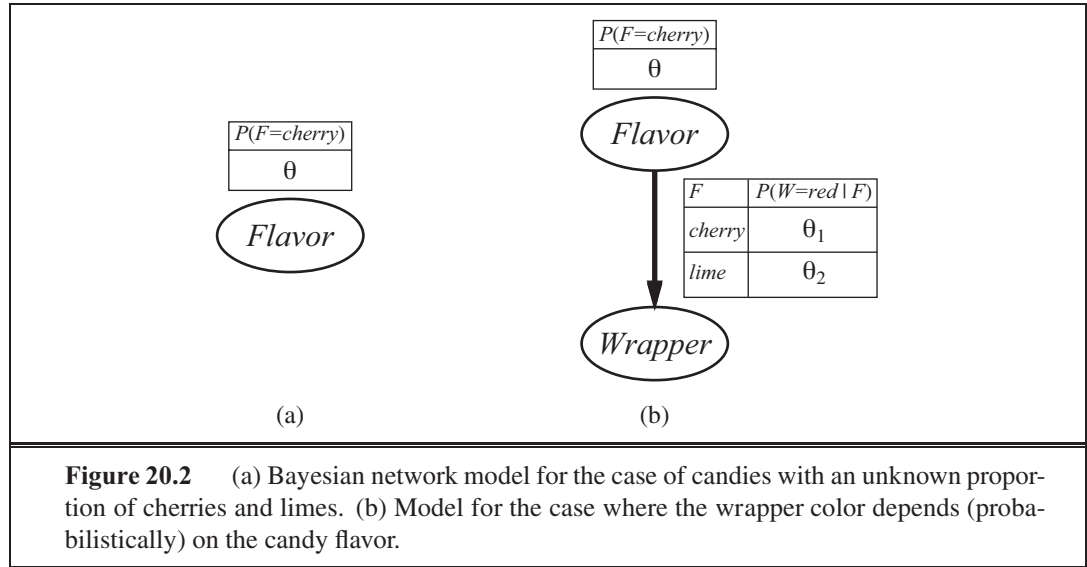 P(F=cherry)
θ
Flavor
(a)
P(F=cherry)
θ
Flavor
F P(W=red | F)
cherry θ1
lime θ2
Wrapper
(b)
Figure 20.2 (a) Bayesian network model for the case of candies with an unknown propor-
tion of cherries and limes. (b) Model for the case where the wrapper color depends (proba-
bilistically) on the candy flavor.